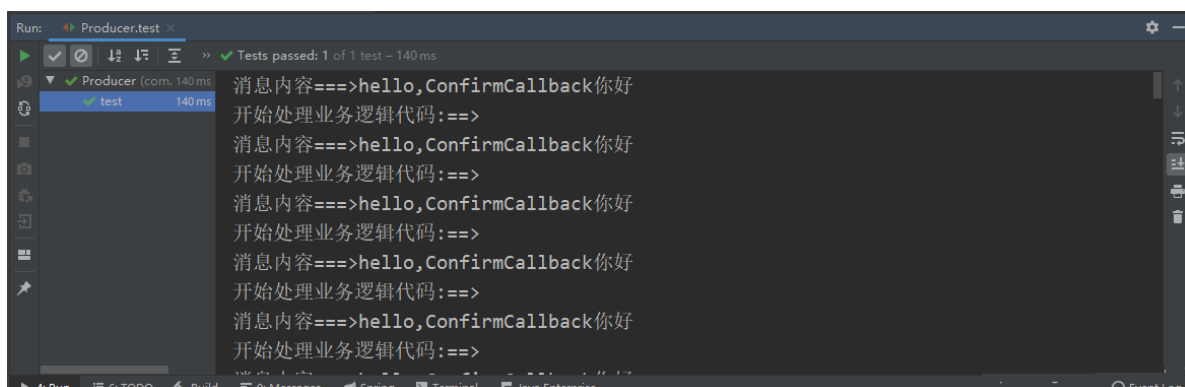 Run: Producer.test
Tests passed: 1 of 1 test – 140 ms
Producer (com. 140 ms
test 140 ms
消息内容===>hello,ConfirmCallback你好
开始处理业务逻辑代码:==>
消息内容===>hello,ConfirmCallback你好
开始处理业务逻辑代码:==>
消息内容===>hello,ConfirmCallback你好
开始处理业务逻辑代码:==>
消息内容===>hello,ConfirmCallback你好
开始处理业务逻辑代码:==>
消息内容===>hello,ConfirmCallback你好
开始处理业务逻辑代码:==>